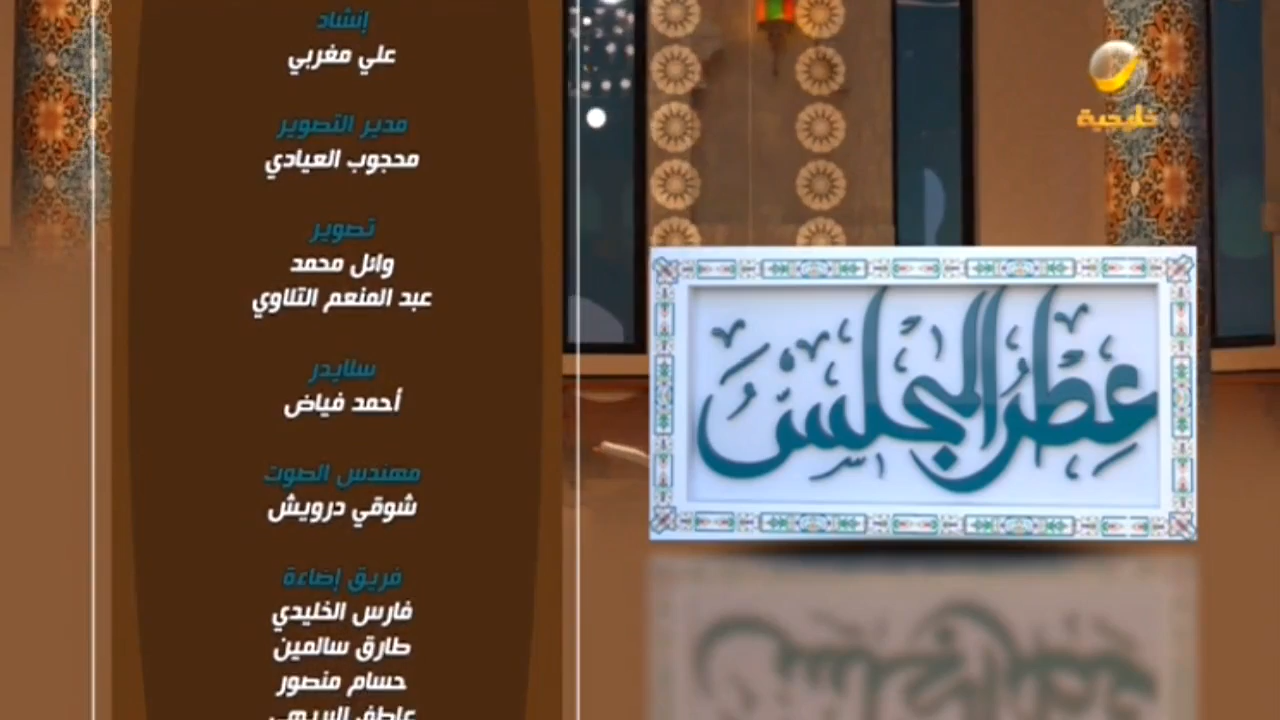 إنشاد
علي مغربي
مدير التصوير
محجوب العيادي
تصوير
وائل محمد
عبد المنعم التلاوي
سلايدر
أحمد فياض
مهندس الصوت
شوقي درويش
فريق إضاءة
فارس الخليدي
طارق سالمين
حسام منصور
عاطف
خليجية
عطر المجلس